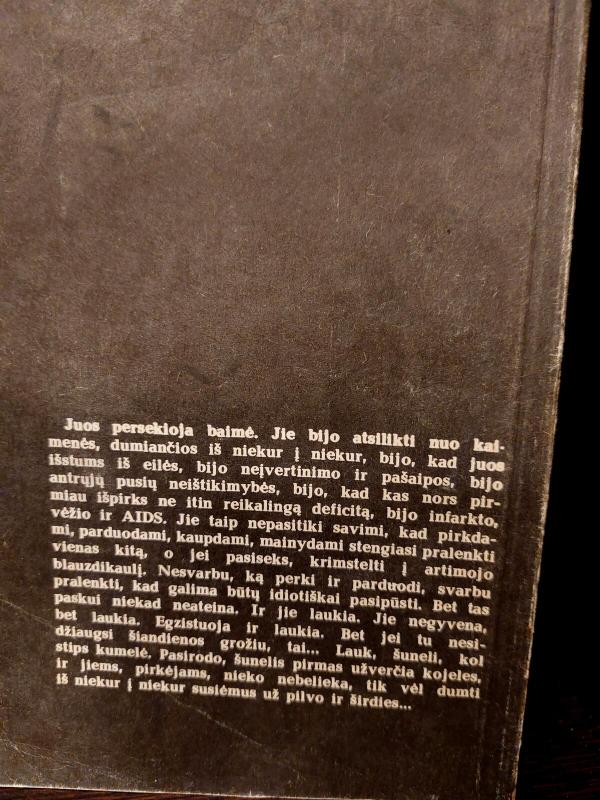 Juos persekioja baimė. Jie bijo atsilikti nuo kai-
menės, dumiančios iš niekur į niekur, bijo, kad juos
išstums iš eilės, bijo neįvertinimo ir pašaipos, bijo
antrųjų pusių neištikimybės, bijo, kad kas nors pir-
miau išpirks ne itin reikalingą deficitą, bijo infarkto,
vėžio ir AIDS. Jie taip nepasitiki savimi, kad pirkda-
mi, parduodami, kaupdami, mainydami stengiasi pralenkti
vienas kitą, o jei pasiseks, krimstelti į artimojo
blauzdikaulį. Nesvarbu, ką perki ir parduodi, svarbu
pralenkti, kad galima būtų idiotiškai pasipūsti. Bet tas
paskui niekad neateina. Ir jie laukia. Jie negyvena,
bet laukia. Egzistuoja ir laukia. Bet jei tu nesi-
džiaugsi šiandienos grožiu, tai... Lauk, šuneli, kol
stips kumelė. Pasirodo, šunelis pirmas užverčia kojeles,
ir jiems, pirkėjams, nieko nebelieka, tik vėl dumti
iš niekur į niekur susiėmus už pilvo ir širdies...